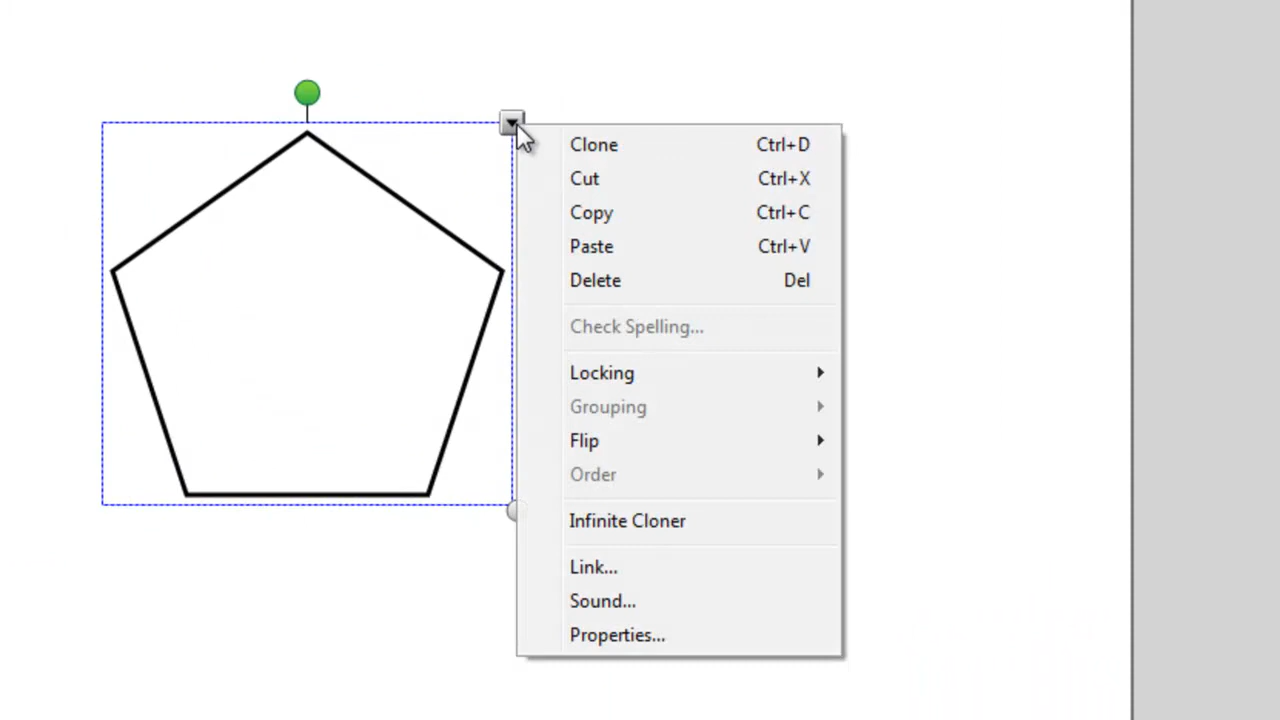 Clone Ctrl+D
Cut Ctrl+X
Copy Ctrl+C
Paste Ctrl+V
Delete Del
Check Spelling...
Locking
Grouping
Flip
Order
Infinite Cloner
Link...
Sound...
Properties...